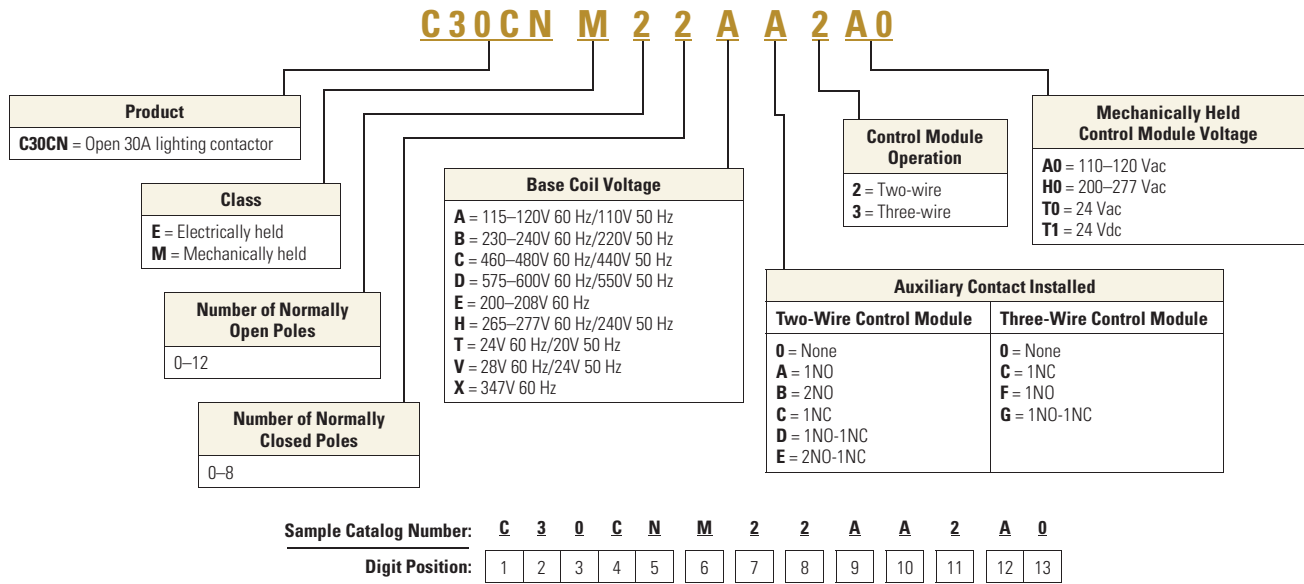 C30CN M 2 2 A A 2 A0
Product
C30CN = Open 30A lighting contactor
Class
E = Electrically held
M = Mechanically held
Number of Normally
Open Poles
0–12
Number of Normally
Closed Poles
0–8
Base Coil Voltage
A = 115–120V 60 Hz/110V 50 Hz
B = 230–240V 60 Hz/220V 50 Hz
C = 460–480V 60 Hz/440V 50 Hz
D = 575–600V 60 Hz/550V 50 Hz
E = 200–208V 60 Hz
H = 265–277V 60 Hz/240V 50 Hz
T = 24V 60 Hz/20V 50 Hz
V = 28V 60 Hz/24V 50 Hz
X = 347V 60 Hz
Control Module
Operation
2 = Two-wire
3 = Three-wire
Mechanically Held
Control Module Voltage
A0 = 110–120 Vac
H0 = 200–277 Vac
T0 = 24 Vac
T1 = 24 Vdc
Auxiliary Contact Installed
Two-Wire Control Module
0 = None
A = 1NO
B = 2NO
C = 1NC
D = 1NO-1NC
E = 2NO-1NC
Three-Wire Control Module
0 = None
C = 1NC
F = 1NO
G = 1NO-1NC
Sample Catalog Number: C 3 0 C N M 2 2 A A 2 A 0
Digit Position: 1 2 3 4 5 6 7 8 9 10 11 12 13